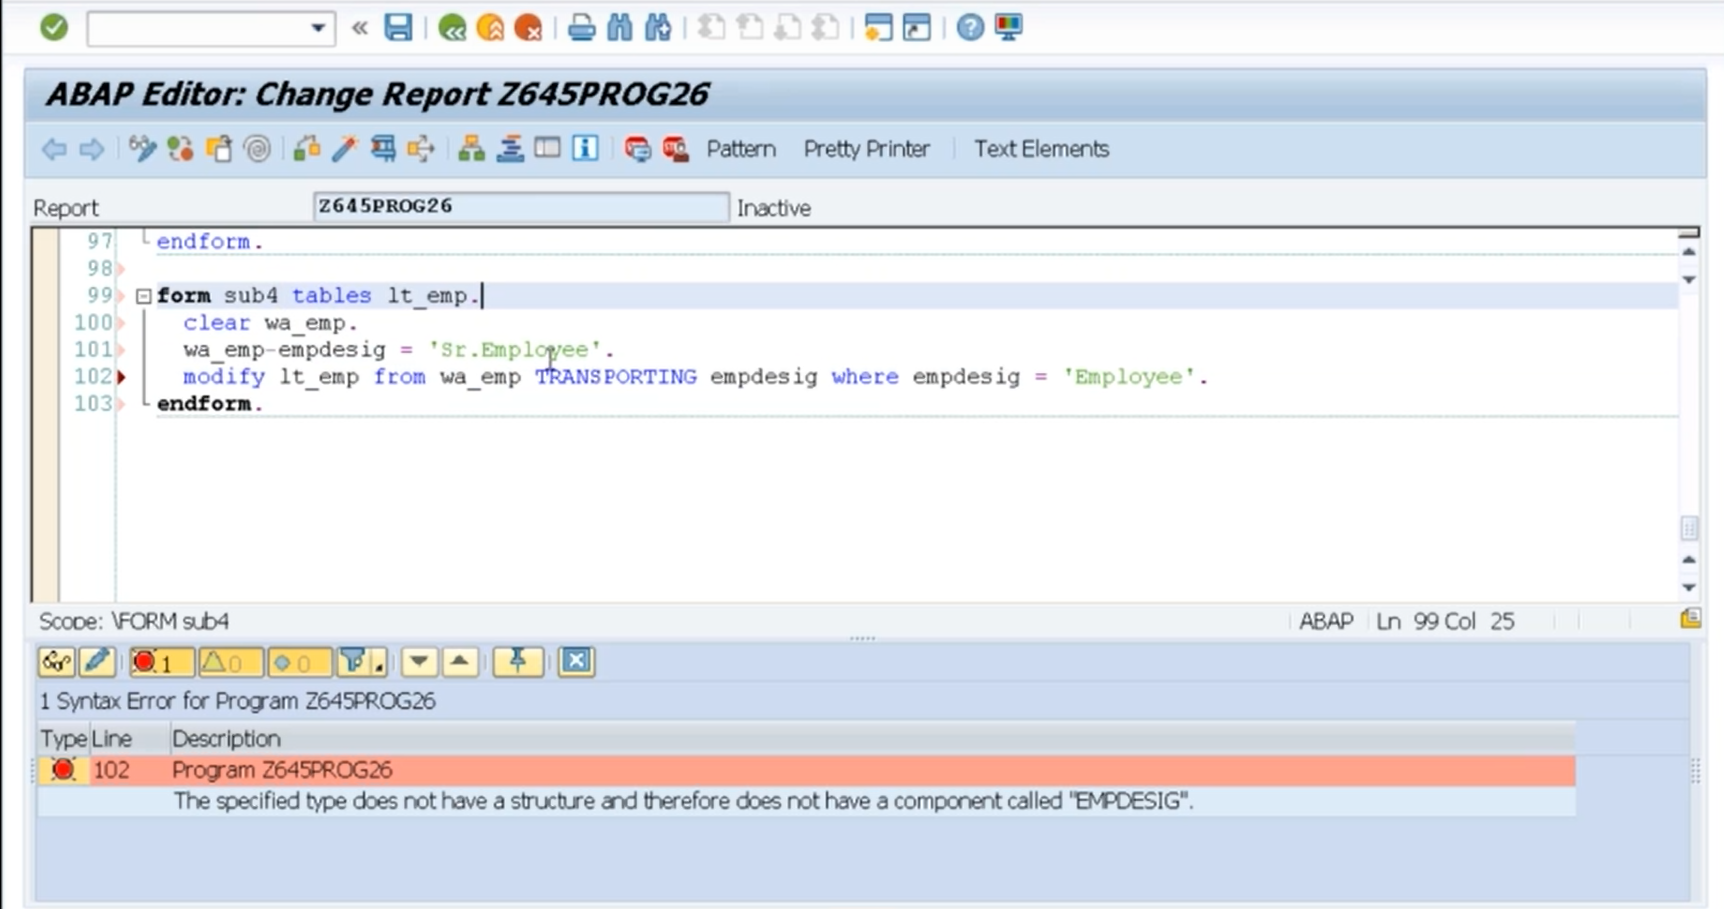 ABAP Editor: Change Report Z645PROG26
Pattern Pretty Printer Text Elements
Report Z645PROG26 Inactive
97 endform.
98
99 form sub4 tables lt_emp.
100 clear wa_emp.
101 wa_emp-empdesig = 'Sr.Employee'.
102 modify lt_emp from wa_emp TRANSPORTING empdesig where empdesig = 'Employee'.
103 endform.
Scope: \FORM sub4 ABAP Ln 99 Col 25
1 0 0
1 Syntax Error for Program Z645PROG26
Type Line Description
102 Program Z645PROG26
The specified type does not have a structure and therefore does not have a component called "EMPDESIG".